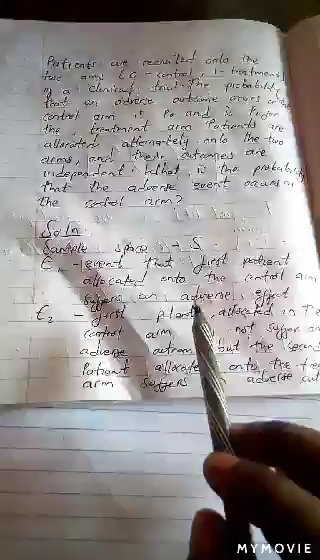 Patients are recruited onto the
two arms (0 - control, 1 - treatment)
of a clinical trial. The probability
that an adverse outcome occurs on the
control arm is P0 and is P1 on
the treatment arm Patients are
allocated alternately onto the two
arms, and their outcomes are
independent. What is the probability
that the adverse event occurs in
the control arm?
Soln
Sample space - S
E1 - event that first patient
allocated onto the control arm
suffers an adverse effect
E2 - first patient allocated in
control arm not suffer an
adverse but the second
Patient allocated onto the
arm suffers adverse
MYMOVIE